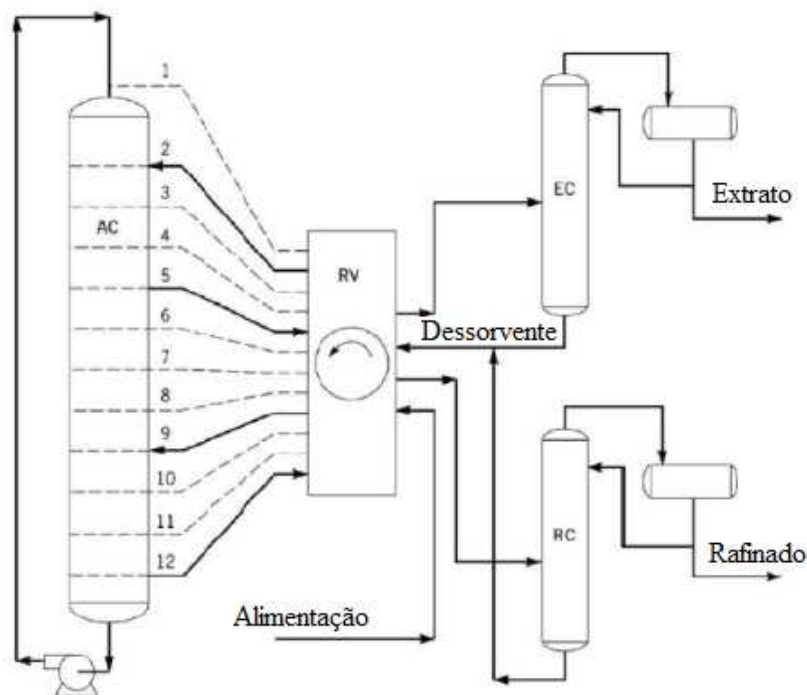 1
2
3
AC
4
5
6
7
8
9
10
11
12
RV
EC
Extrato
Dessorvente
RC
Rafinado
Alimentação